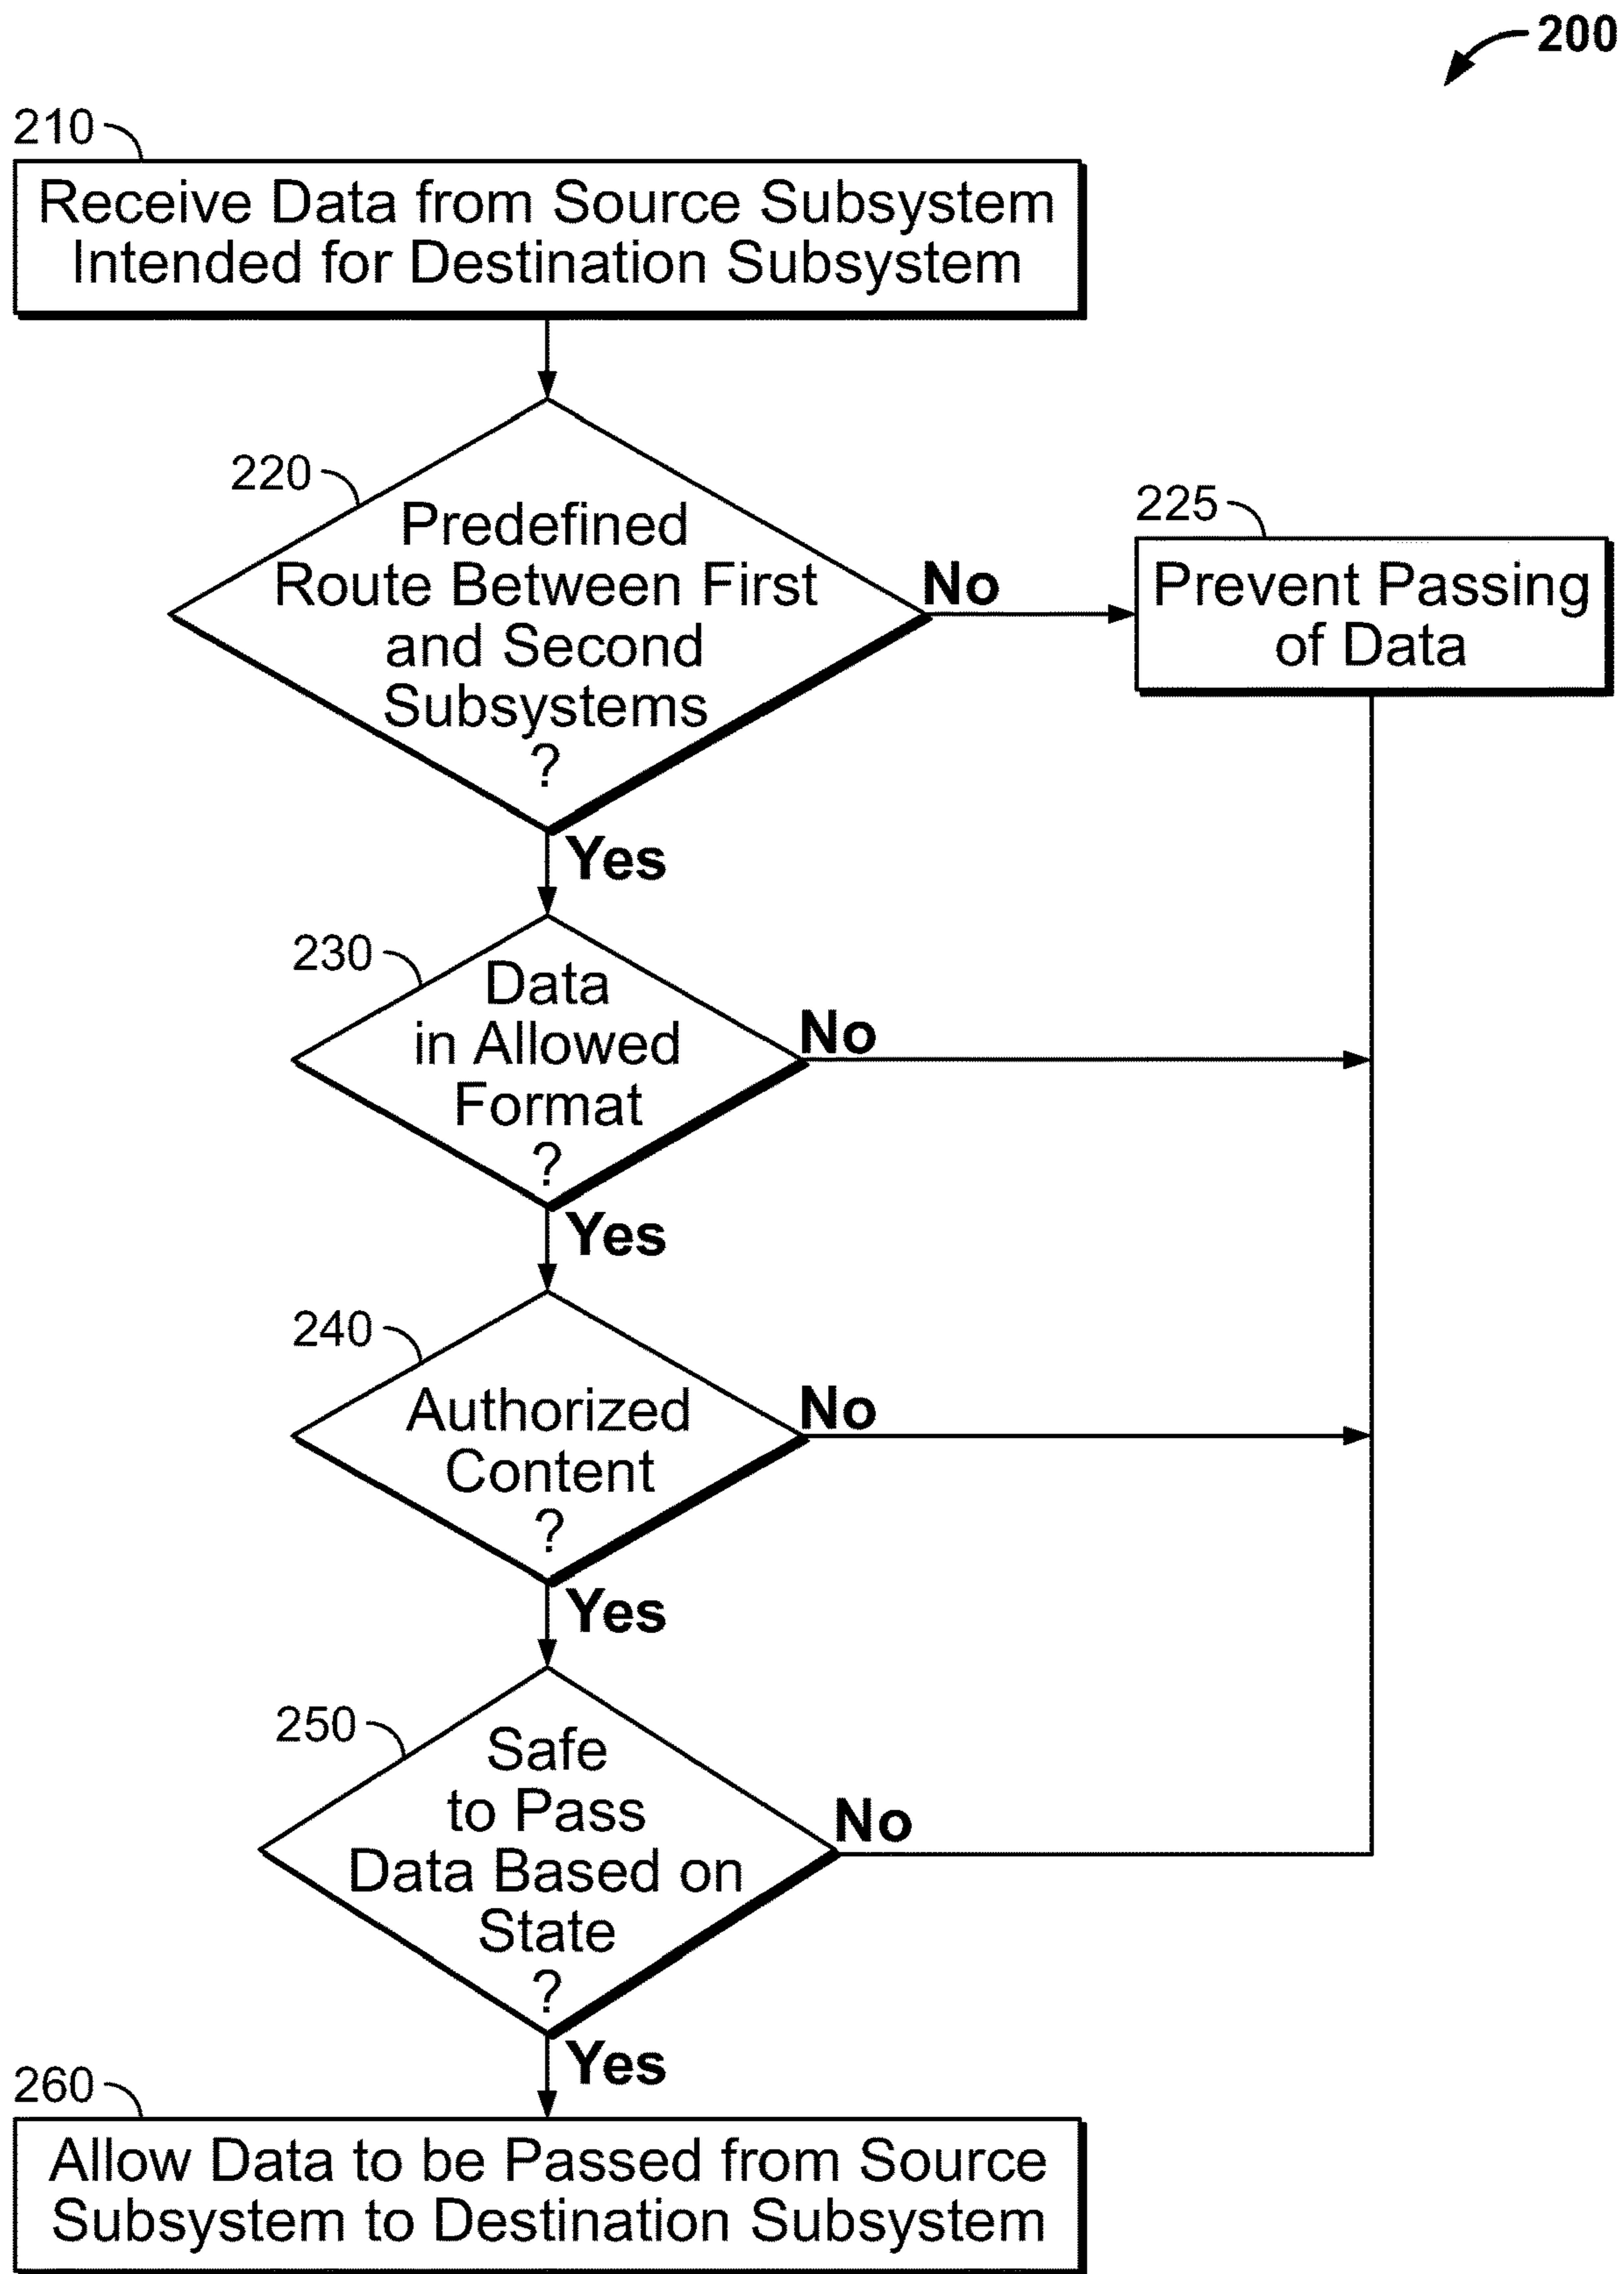 200
210
Receive Data from Source Subsystem
Intended for Destination Subsystem
220
Predefined
Route Between First
and Second
Subsystems
?
No
225
Prevent Passing
of Data
Yes
230
Data
in Allowed
Format
?
No
Yes
240
Authorized
Content
?
No
Yes
250
Safe
to Pass
Data Based on
State
?
No
Yes
260
Allow Data to be Passed from Source
Subsystem to Destination Subsystem